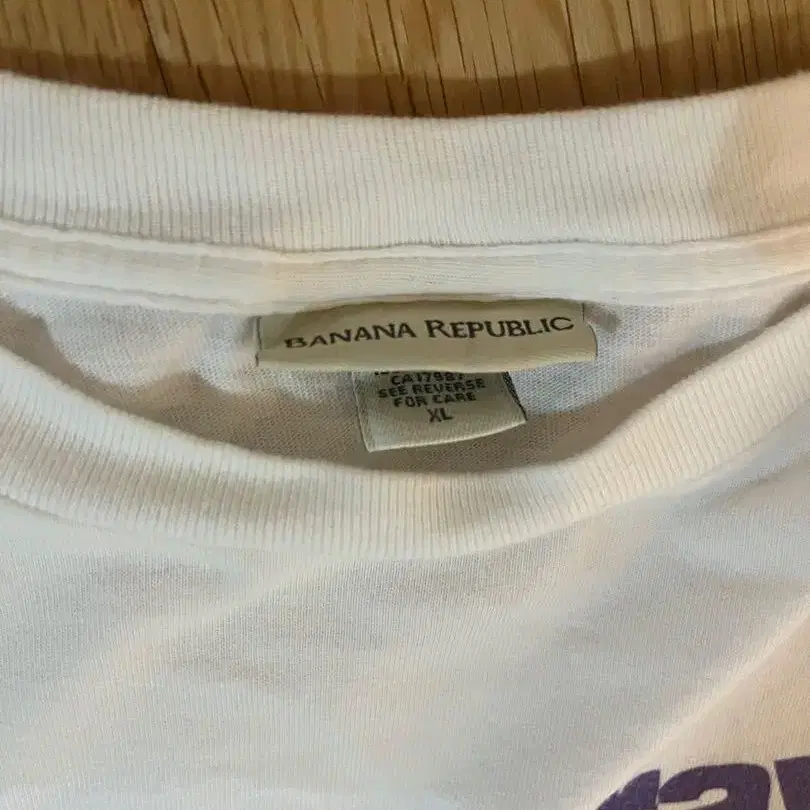 BANANA REPUBLIC
CA17987
SEE REVERSE
FOR CARE
XL